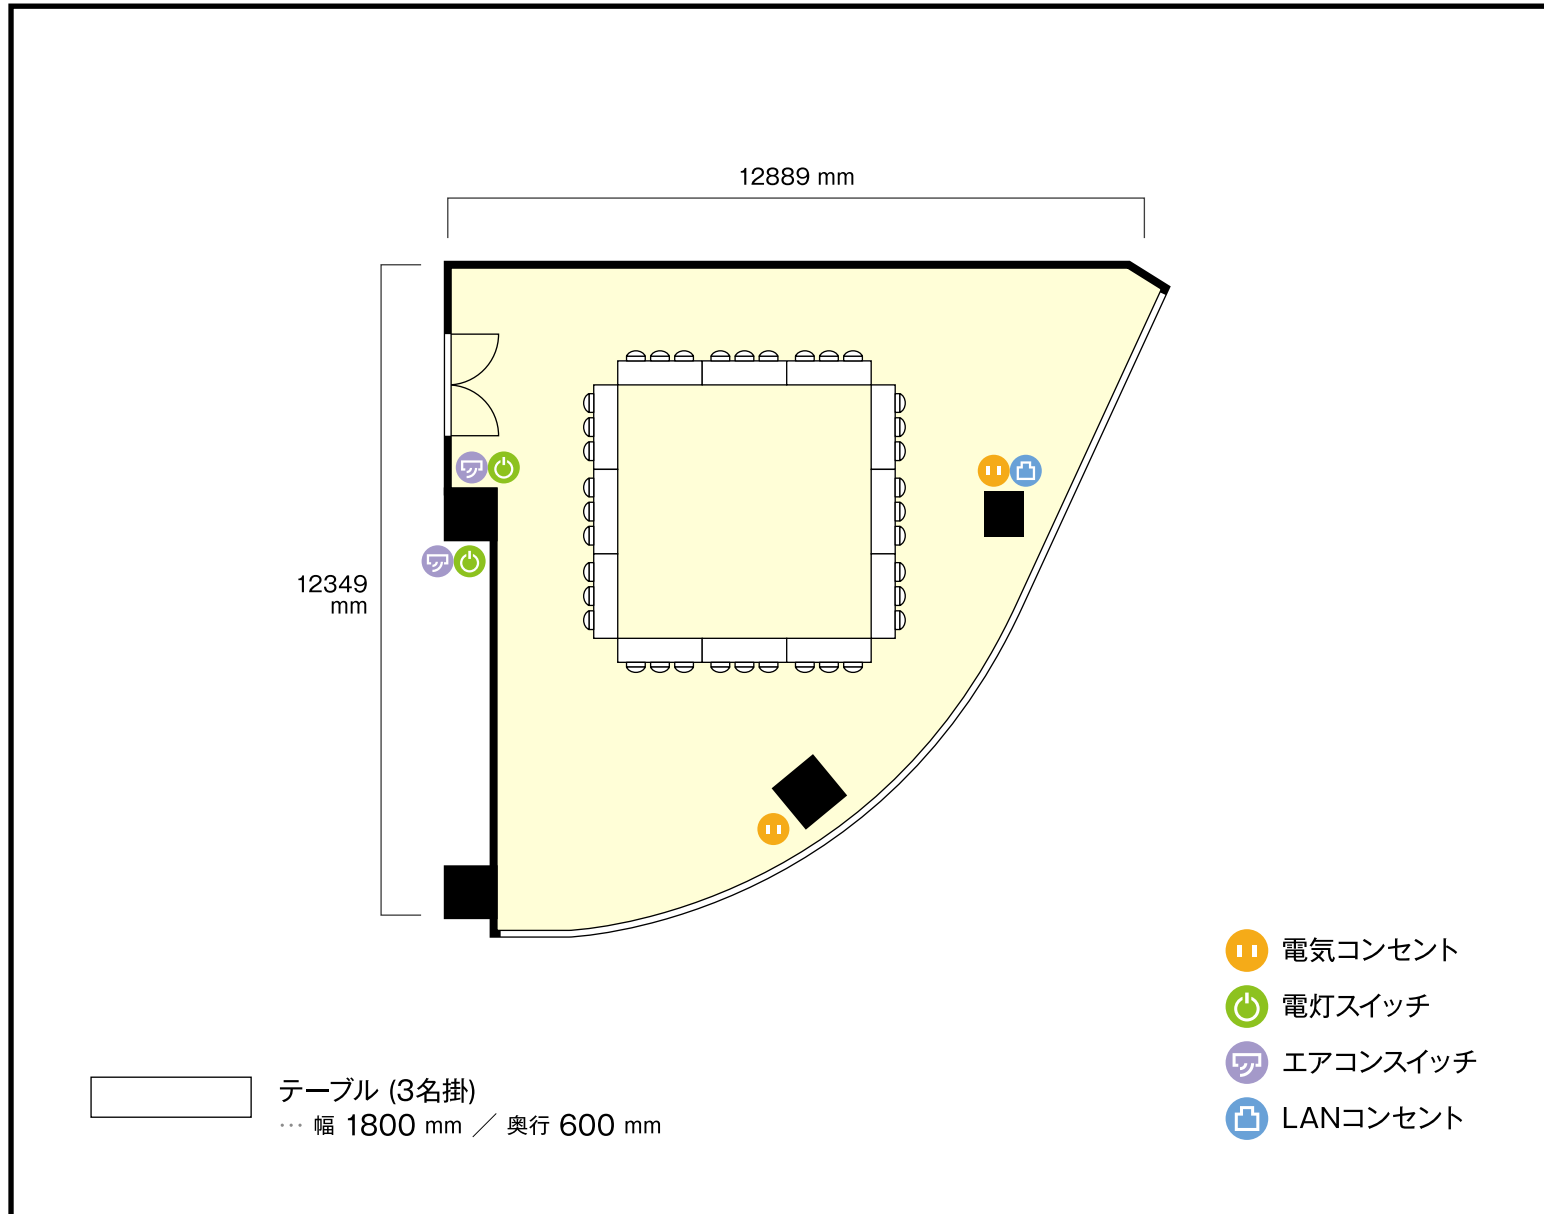 12889 mm
12349
mm
電気コンセント
電灯スイッチ
エアコンスイッチ
LANコンセント
テーブル (3名掛)
… 幅 1800 mm ／ 奥行 600 mm